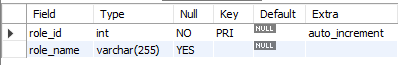 Field Type Null Key Default Extra
role_id int NO PRI NULL auto_increment
role_name varchar(255) YES NULL